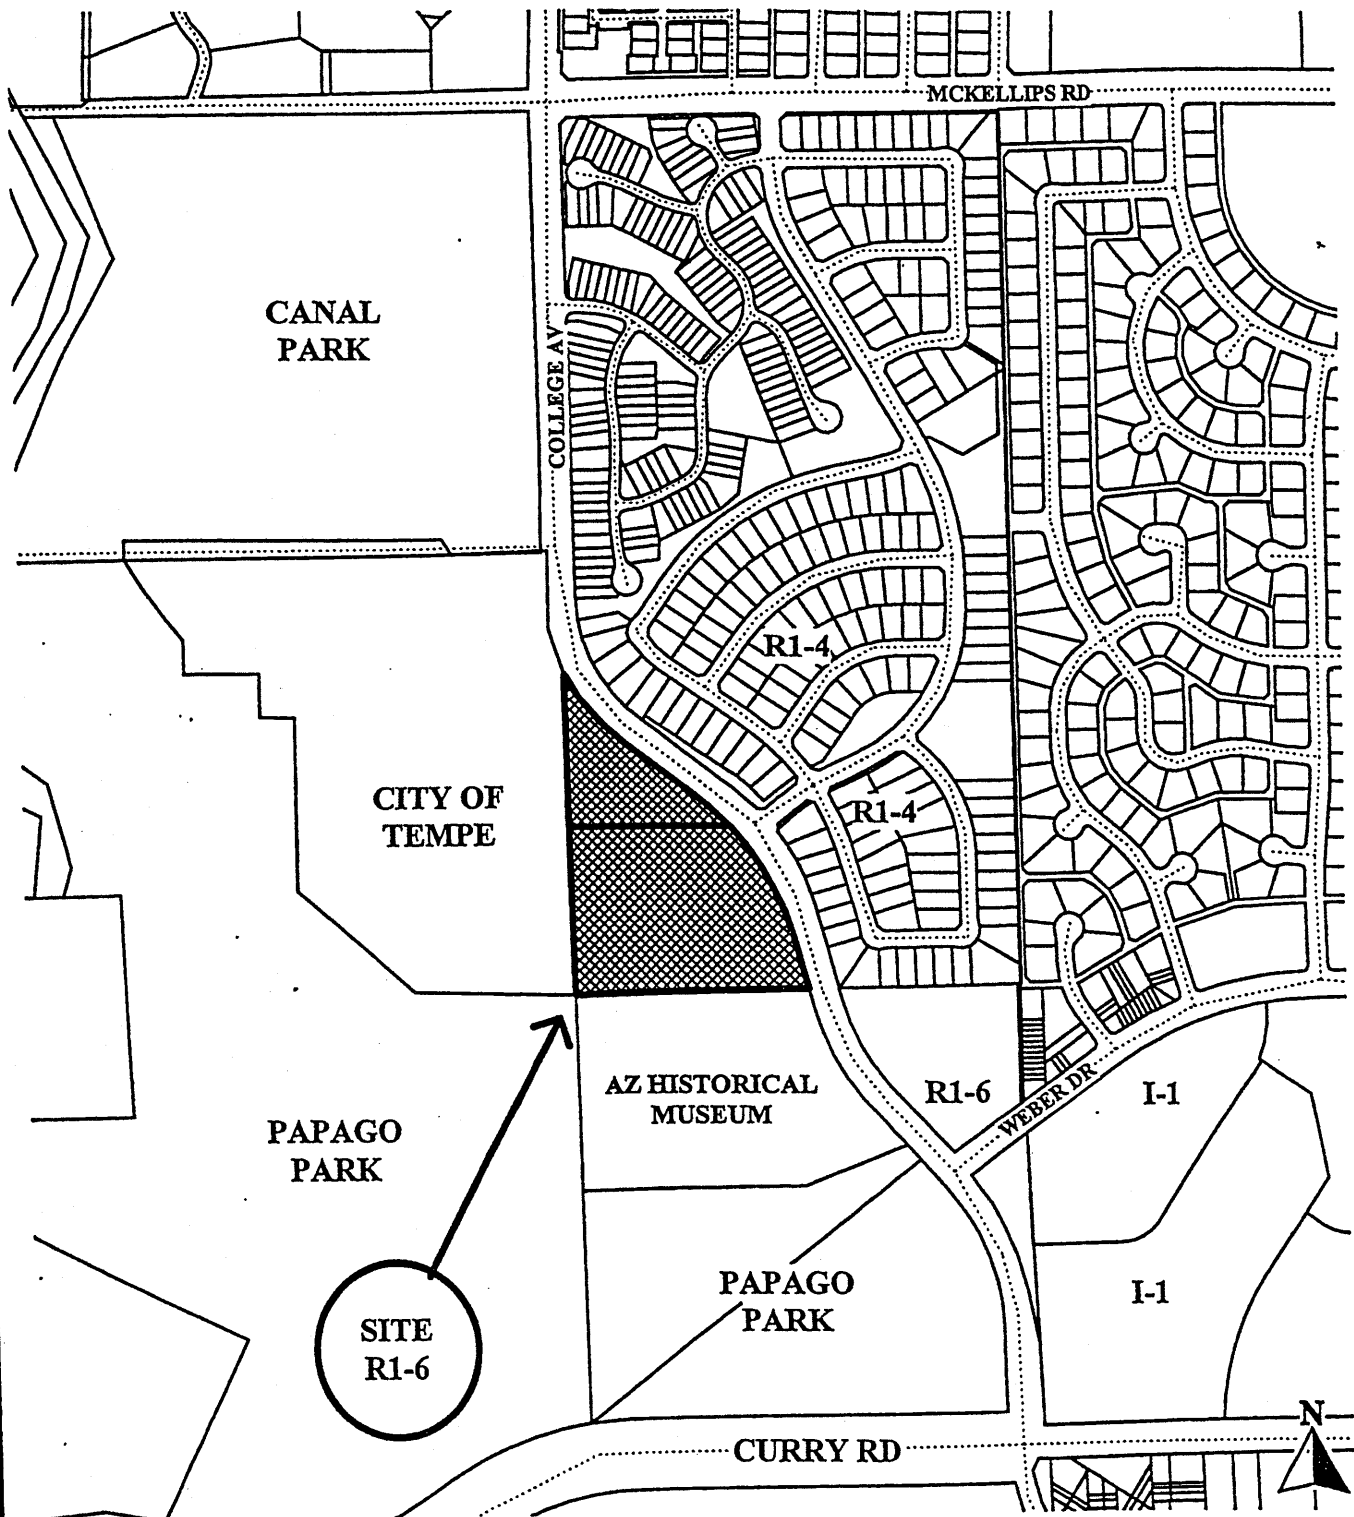 MCKELLIPS RD
CANAL
PARK
COLLEGE AV
R1-4
CITY OF
TEMPE
R1-4
AZ HISTORICAL
MUSEUM
R1-6
WEBER DR
I-1
PAPAGO
PARK
PAPAGO
PARK
I-1
SITE
R1-6
N
CURRY RD